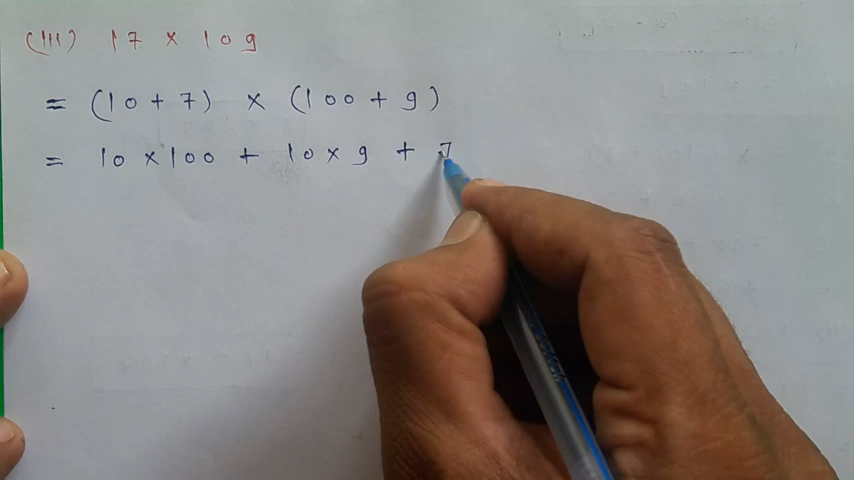 (III) 17 × 109
= (10 + 7) × (100 + 9)
= 10 × 100 + 10 × 9 + 7